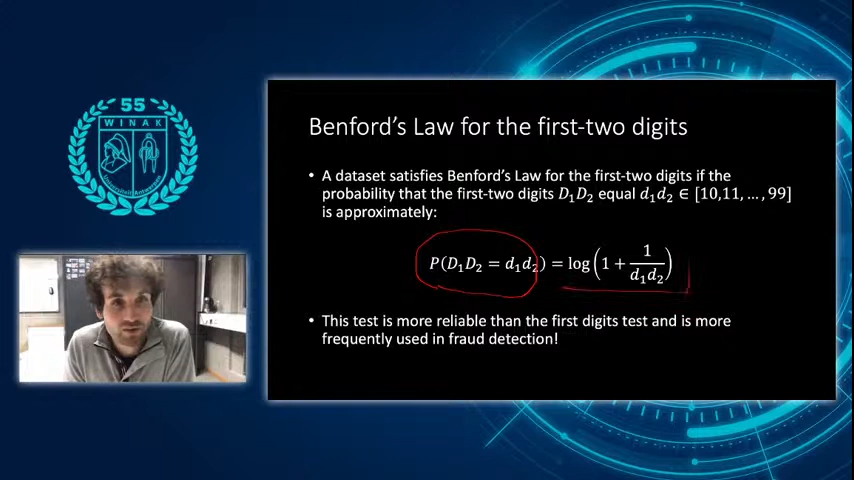 55
WINAK
Universiteit Antwerpen
Benford's Law for the first-two digits
• A dataset satisfies Benford's Law for the first-two digits if the
probability that the first-two digits D₁D₂ equal d₁d₂ ∈ [10,11, … , 99]
is approximately:
P(D₁D₂ = d₁d₂) = log(1 + 1/d₁d₂)
• This test is more reliable than the first digits test and is more
frequently used in fraud detection!